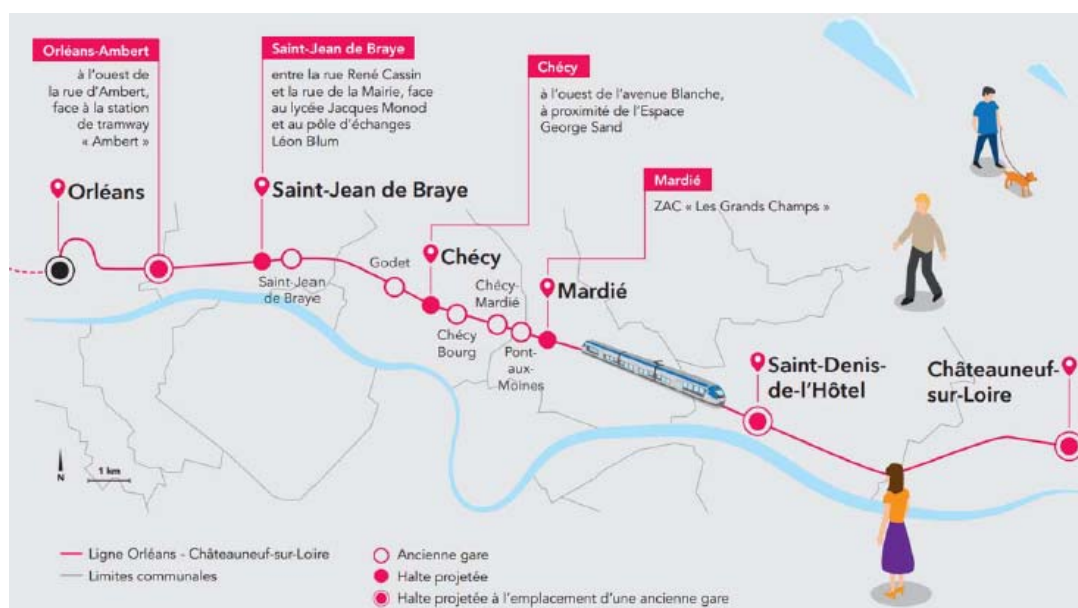 Orléans-Ambert
à l'ouest de
la rue d'Ambert,
face à la station
de tramway
« Ambert »
Saint-Jean de Braye
entre la rue René Cassin
et la rue de la Mairie, face
au lycée Jacques Monod
et au pôle d'échanges
Léon Blum
Chécy
à l'ouest de l'avenue Blanche,
à proximité de l'Espace
George Sand
Mardié
ZAC « Les Grands Champs »
Orléans
Saint-Jean de Braye
Saint-Jean
de Braye
Godet
Chécy
Chécy
Bourg
Chécy-
Mardié
Pont-
aux-
Moines
Mardié
Saint-Denis-
de-l'Hôtel
Châteauneuf-
sur-Loire
N
1 km
Ligne Orléans - Châteauneuf-sur-Loire
Limites communales
Ancienne gare
Halte projetée
Halte projetée à l'emplacement d'une ancienne gare